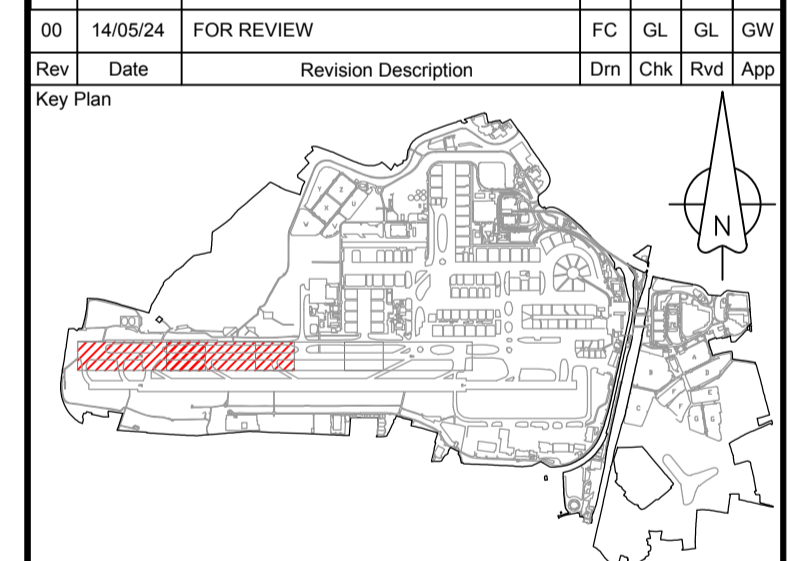 00 14/05/24 FOR REVIEW FC GL GL GW
Rev Date Revision Description Drn Chk Rvd App
Key Plan
N
Y Z
X U
V
A
B D
E
C F
F G G